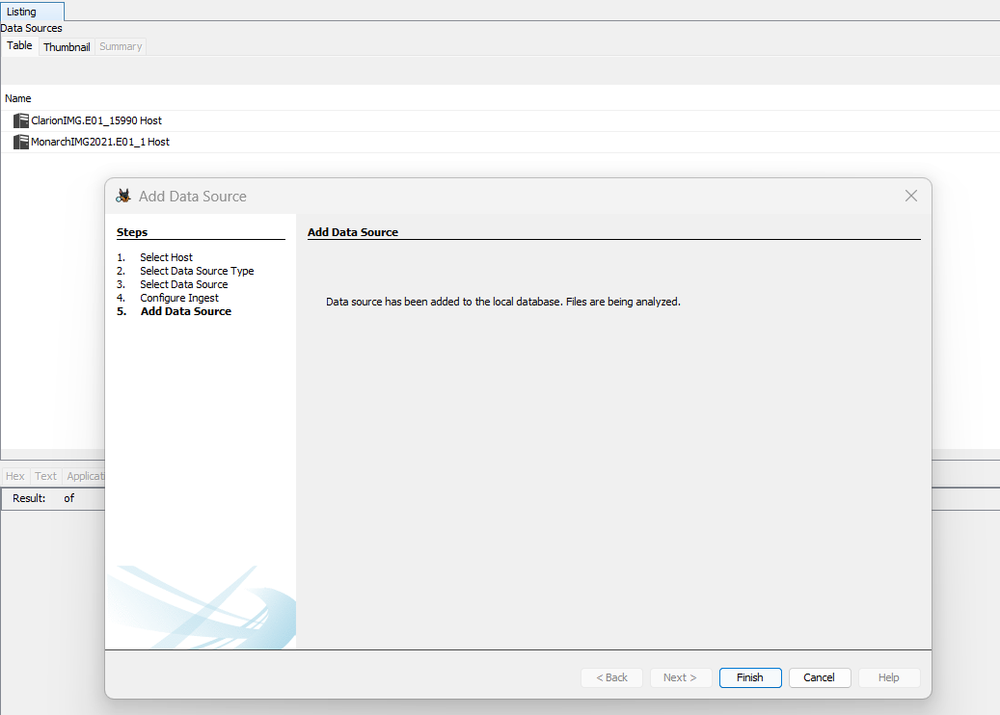 Listing
Data Sources
Table Thumbnail Summary
Name
ClarionIMG.E01_15990 Host
MonarchIMG2021.E01_1 Host
Add Data Source
Steps
1. Select Host
2. Select Data Source Type
3. Select Data Source
4. Configure Ingest
5. Add Data Source
Add Data Source
Data source has been added to the local database. Files are being analyzed.
Hex Text Applicat
Result: of
< Back Next > Finish Cancel Help